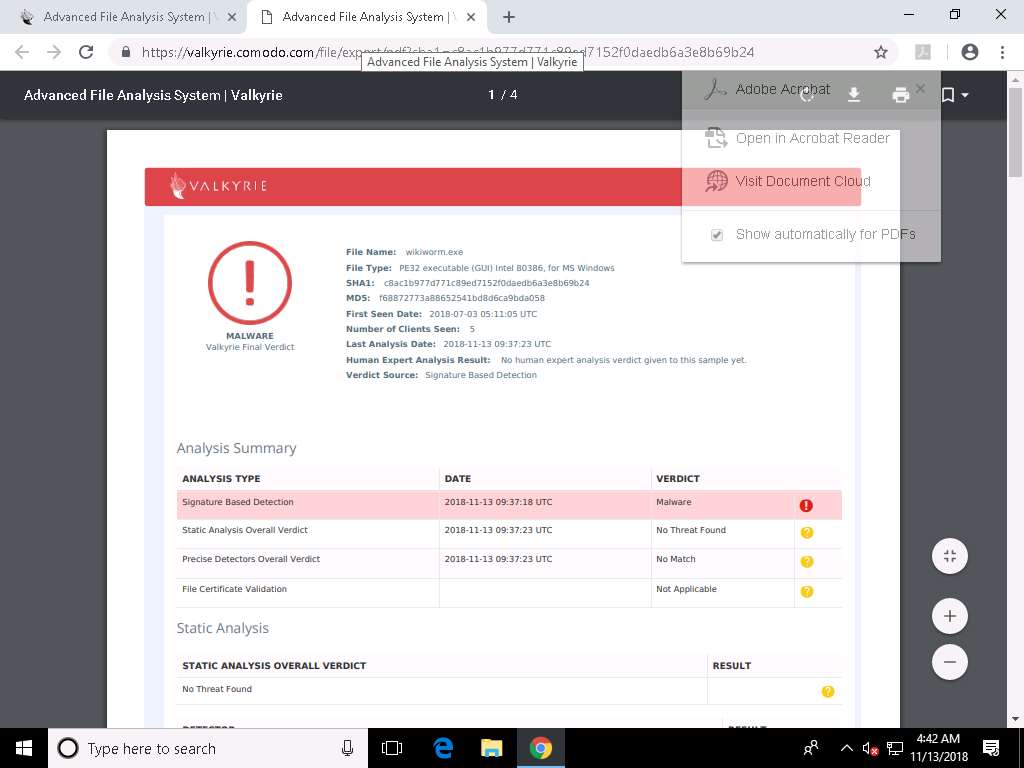 Advanced File Analysis System | V
Advanced File Analysis System |
https://valkyrie.comodo.com/file/export/pdf?sha1=c8ac1b977d771c89ed7152f0daedb6a3e8b69b24
Advanced File Analysis System | Valkyrie
Advanced File Analysis System | Valkyrie
1 / 4
Adobe Acrobat
Open in Acrobat Reader
Visit Document Cloud
Show automatically for PDFs
VALKYRIE
MALWARE
Valkyrie Final Verdict
File Name: wikiworm.exe
File Type: PE32 executable (GUI) Intel 80386, for MS Windows
SHA1: c8ac1b977d771c89ed7152f0daedb6a3e8b69b24
MD5: f68872773a88652541bd8d6ca9bda058
First Seen Date: 2018-07-03 05:11:05 UTC
Number of Clients Seen: 5
Last Analysis Date: 2018-11-13 09:37:23 UTC
Human Expert Analysis Result: No human expert analysis verdict given to this sample yet.
Verdict Source: Signature Based Detection
Analysis Summary
ANALYSIS TYPE DATE VERDICT
Signature Based Detection 2018-11-13 09:37:18 UTC Malware
Static Analysis Overall Verdict 2018-11-13 09:37:23 UTC No Threat Found
Precise Detectors Overall Verdict 2018-11-13 09:37:23 UTC No Match
File Certificate Validation Not Applicable
Static Analysis
STATIC ANALYSIS OVERALL VERDICT RESULT
No Threat Found
DETECTOR RESULT
Type here to search
4:42 AM
11/13/2018